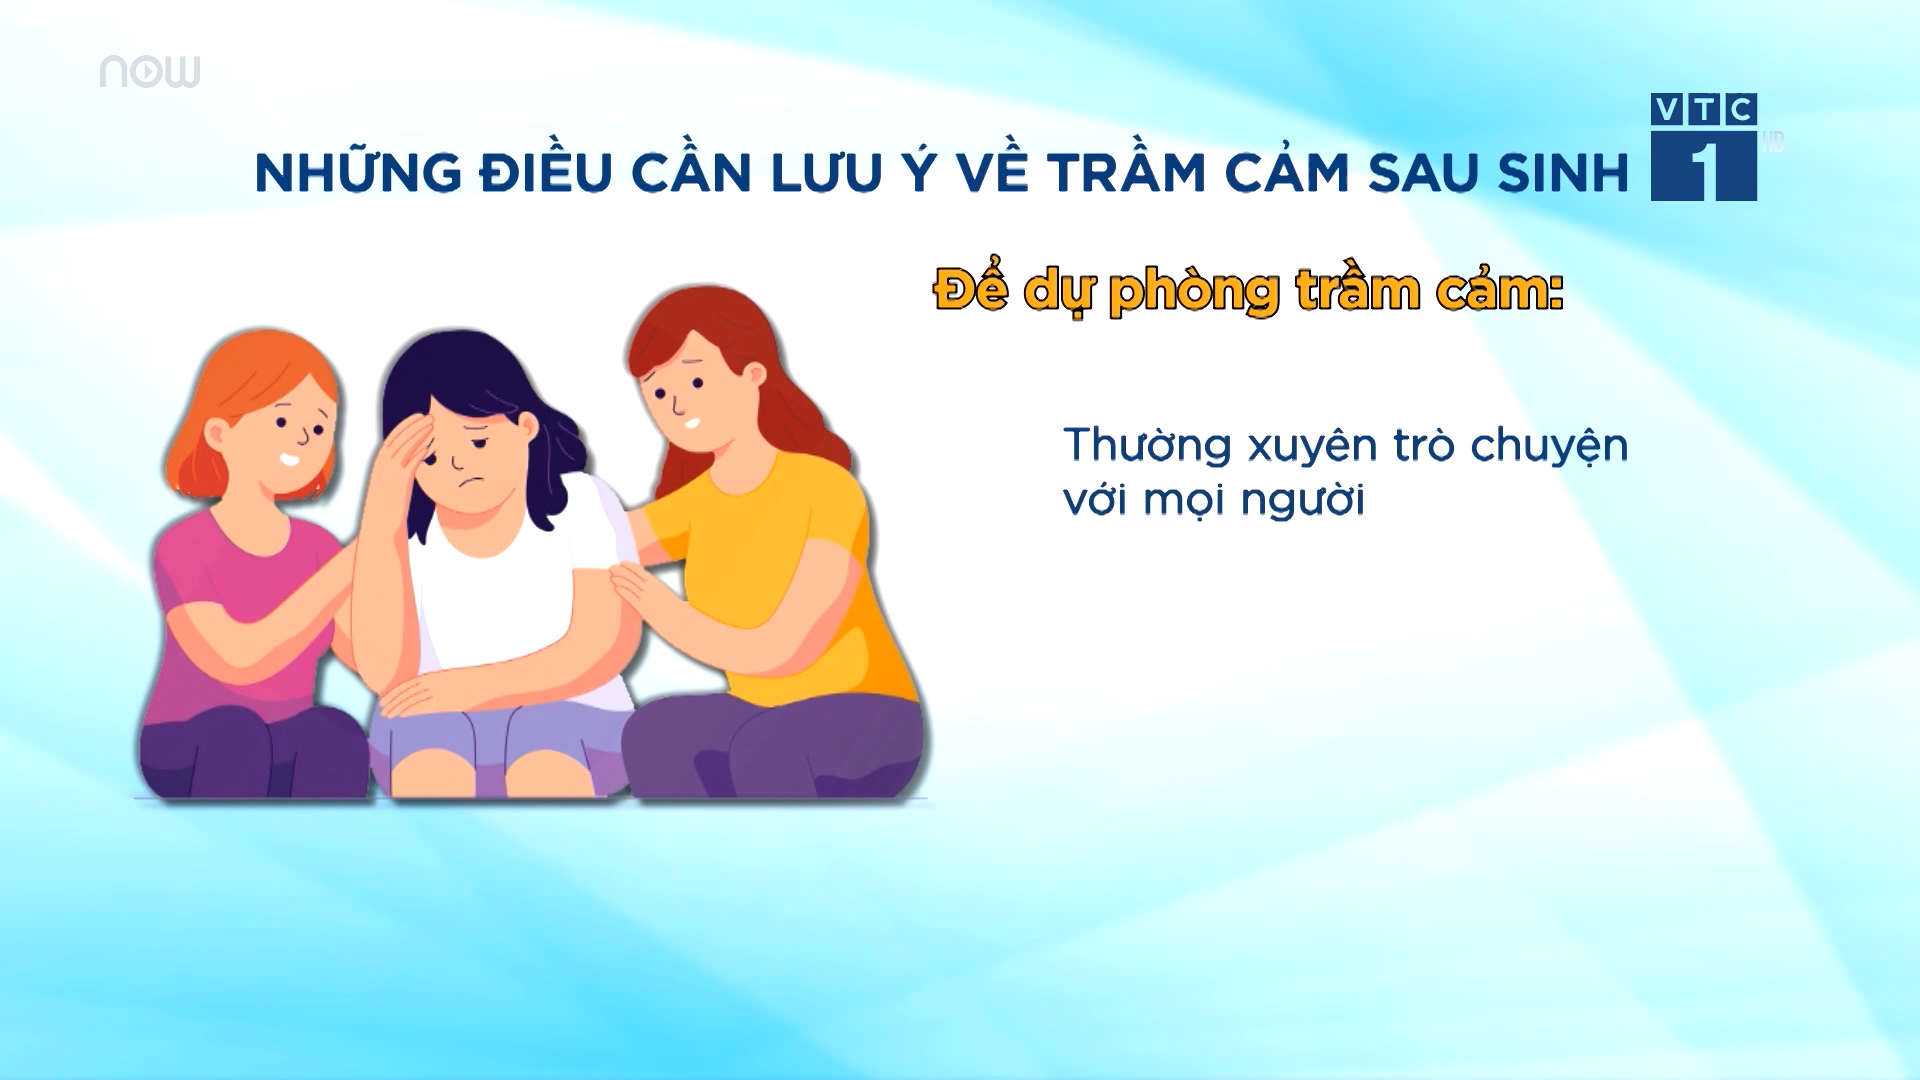 now
VTC
1 HD
NHỮNG ĐIỀU CẦN LƯU Ý VỀ TRẦM CẢM SAU SINH
Để dự phòng trầm cảm:
Thường xuyên trò chuyện
với mọi người